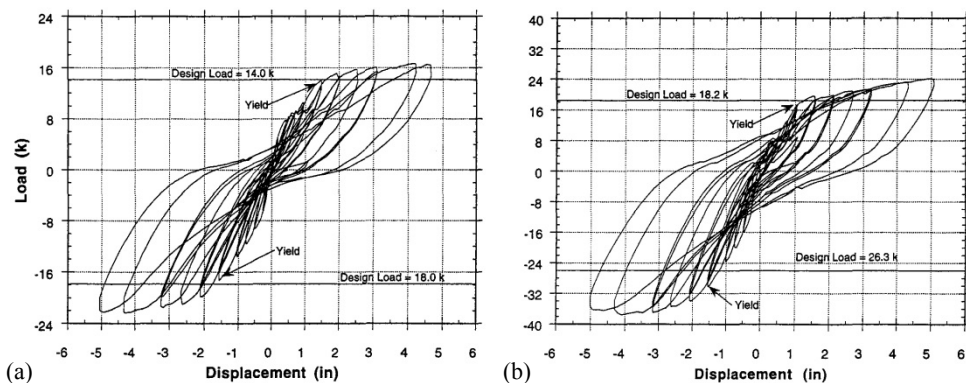 24
16
8
0
-8
-16
-24
Load (k)
Design Load = 14.0 k
Yield
Yield
Design Load = 18.0 k
-6 -5 -4 -3 -2 -1 0 1 2 3 4 5 6
Displacement (in)
(a)
40
32
24
16
8
0
-8
-16
-24
-32
-40
Design Load = 18.2 k
Yield
Design Load = 26.3 k
Yield
-6 -5 -4 -3 -2 -1 0 1 2 3 4 5 6
Displacement (in)
(b)